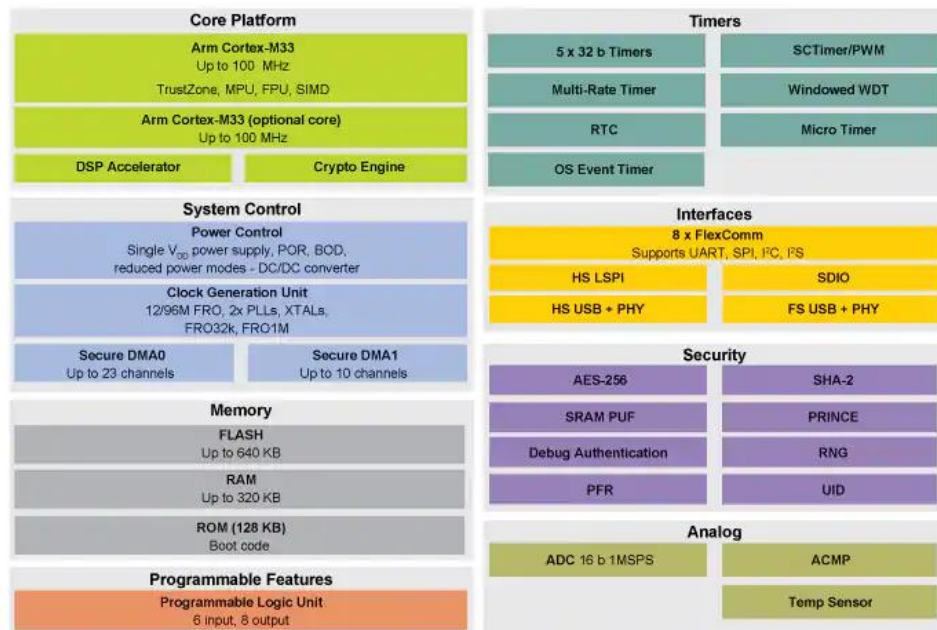 Core Platform
Arm Cortex-M33
Up to 100 MHz
TrustZone, MPU, FPU, SIMD
Arm Cortex-M33 (optional core)
Up to 100 MHz
DSP Accelerator
Crypto Engine
System Control
Power Control
Single VDD power supply, POR, BOD,
reduced power modes - DC/DC converter
Clock Generation Unit
12/96M FRO, 2x PLLs, XTALs,
FRO32k, FRO1M
Secure DMA0
Up to 23 channels
Secure DMA1
Up to 10 channels
Memory
FLASH
Up to 640 KB
RAM
Up to 320 KB
ROM (128 KB)
Boot code
Programmable Features
Programmable Logic Unit
6 input, 8 output
Timers
5 x 32 b Timers
SCTimer/PWM
Multi-Rate Timer
Windowed WDT
RTC
Micro Timer
OS Event Timer
Interfaces
8 x FlexComm
Supports UART, SPI, I²C, I²S
HS LSPI
SDIO
HS USB + PHY
FS USB + PHY
Security
AES-256
SHA-2
SRAM PUF
PRINCE
Debug Authentication
RNG
PFR
UID
Analog
ADC 16 b 1MSPS
ACMP
Temp Sensor